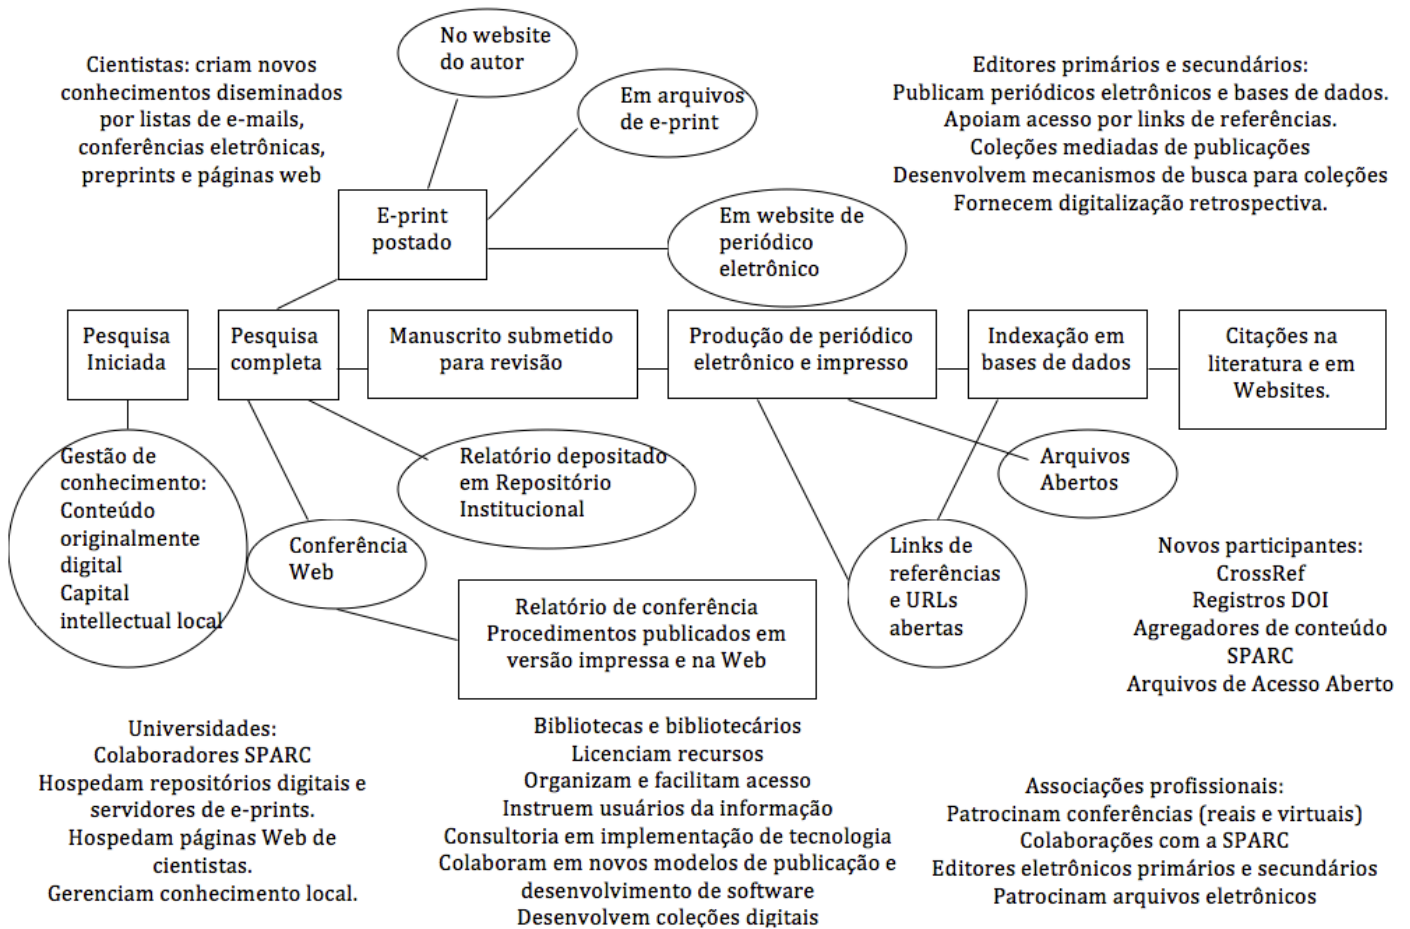 No website
do autor
Cientistas: criam novos
conhecimentos diseminados
por listas de e-mails,
conferências eletrônicas,
preprints e páginas web
Em arquivos
de e-print
Editores primários e secundários:
Publicam periódicos eletrônicos e bases de dados.
Apoiam acesso por links de referências.
Coleções mediadas de publicações
Desenvolvem mecanismos de busca para coleções
Fornecem digitalização retrospectiva.
E-print
postado
Em website de
periódico
eletrônico
Pesquisa
Iniciada
Pesquisa
completa
Manuscrito submetido
para revisão
Produção de periódico
eletrônico e impresso
Indexação em
bases de dados
Citações na
literatura e em
Websites.
Gestão de
conhecimento:
Conteúdo
originalmente
digital
Capital
intellectual local
Relatório depositado
em Repositório
Institucional
Arquivos
Abertos
Conferência
Web
Links de
referências
e URLs
abertas
Relatório de conferência
Procedimentos publicados em
versão impressa e na Web
Novos participantes:
CrossRef
Registros DOI
Agregadores de conteúdo
SPARC
Arquivos de Acesso Aberto
Universidades:
Colaboradores SPARC
Hospedam repositórios digitais e
servidores de e-prints.
Hospedam páginas Web de
cientistas.
Gerenciam conhecimento local.
Bibliotecas e bibliotecários
Licenciam recursos
Organizam e facilitam acesso
Instruem usuários da informação
Consultoria em implementação de tecnologia
Colaboram em novos modelos de publicação e
desenvolvimento de software
Desenvolvem coleções digitais
Associações profissionais:
Patrocinam conferências (reais e virtuais)
Colaborações com a SPARC
Editores eletrônicos primários e secundários
Patrocinam arquivos eletrônicos